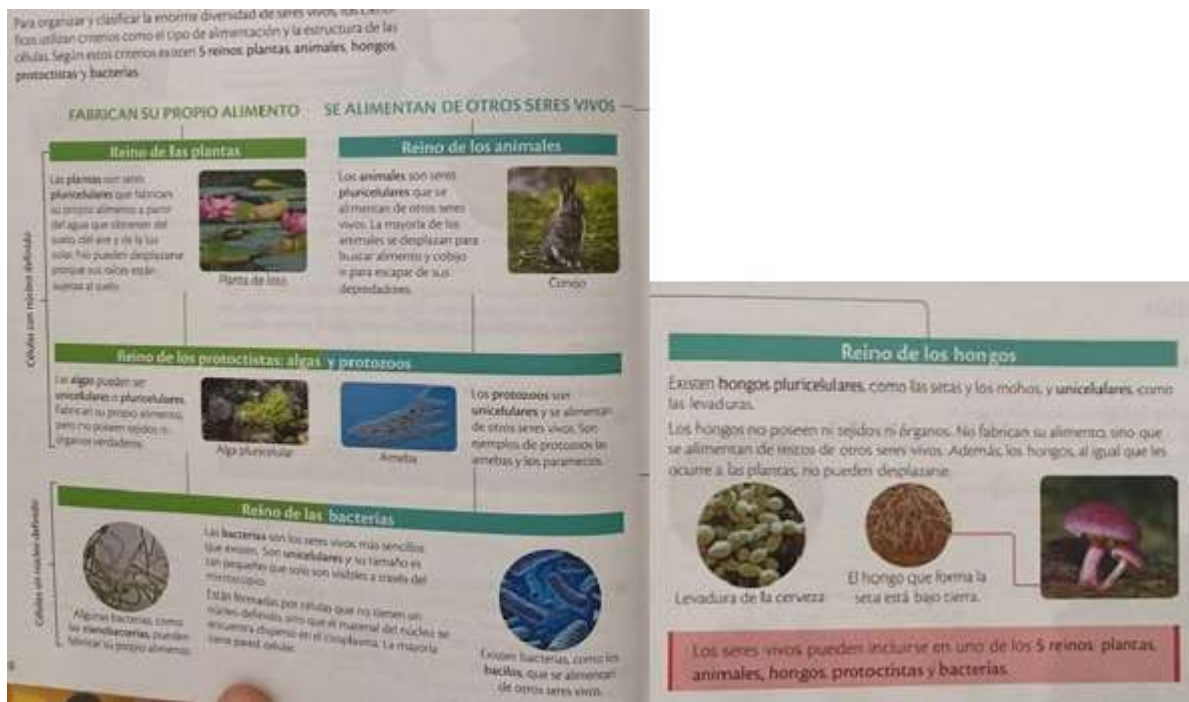 Para organizar y clasificar la enorme diversidad de seres vivos, los cientí-
ficos utilizan criterios como el tipo de alimentación y la estructura de las
células. Según estos criterios existen 5 reinos: plantas, animales, hongos,
protoctistas y bacterias.
FABRICAN SU PROPIO ALIMENTO
SE ALIMENTAN DE OTROS SERES VIVOS
Células con núcleo definido
Reino de las plantas
Las plantas son seres
pluricelulares que fabrican
su propio alimento a partir
del agua que obtienen del
suelo, del aire y de la luz
solar. No pueden desplazarse
porque sus raíces están
sujetas al suelo.
Planta de loto
Reino de los animales
Los animales son seres
pluricelulares que se
alimentan de otros seres
vivos. La mayoría de los
animales se desplazan para
buscar alimento y cobijo
o para escapar de sus
depredadores.
Conejo
Reino de los protoctistas: algas y protozoos
Las algas pueden ser
unicelulares o pluricelulares.
Fabrican su propio alimento,
pero no poseen tejidos ni
órganos verdaderos.
Alga pluricelular
Ameba
Los protozoos son
unicelulares y se alimentan
de otros seres vivos. Son
ejemplos de protozoos las
amebas y los paramecios.
Células sin núcleo definido
Reino de las bacterias
Algunas bacterias, como
las cianobacterias, pueden
fabricar su propio alimento.
Las bacterias son los seres vivos más sencillos
que existen. Son unicelulares y su tamaño es
tan pequeño que solo son visibles a través del
microscopio.
Están formadas por células que no tienen un
núcleo definido, sino que el material del núcleo se
encuentra disperso en el citoplasma. La mayoría
tiene pared celular.
Existen bacterias, como los
bacilos, que se alimentan
de otros seres vivos.
8
Reino de los hongos
Existen hongos pluricelulares, como las setas y los mohos, y unicelulares, como
las levaduras.
Los hongos no poseen ni tejidos ni órganos. No fabrican su alimento, sino que
se alimentan de restos de otros seres vivos. Además, los hongos, al igual que les
ocurre a las plantas, no pueden desplazarse.
Levadura de la cerveza
El hongo que forma la
seta está bajo tierra.
Los seres vivos pueden incluirse en uno de los 5 reinos: plantas,
animales, hongos, protoctistas y bacterias.